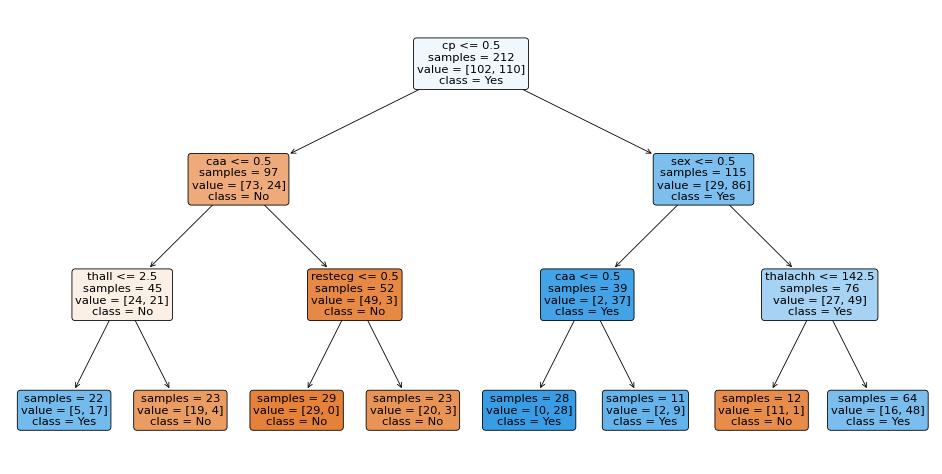 cp <= 0.5
samples = 212
value = [102, 110]
class = Yes
caa <= 0.5
samples = 97
value = [73, 24]
class = No
sex <= 0.5
samples = 115
value = [29, 86]
class = Yes
thall <= 2.5
samples = 45
value = [24, 21]
class = No
restecg <= 0.5
samples = 52
value = [49, 3]
class = No
caa <= 0.5
samples = 39
value = [2, 37]
class = Yes
thalachh <= 142.5
samples = 76
value = [27, 49]
class = Yes
samples = 22
value = [5, 17]
class = Yes
samples = 23
value = [19, 4]
class = No
samples = 29
value = [29, 0]
class = No
samples = 23
value = [20, 3]
class = No
samples = 28
value = [0, 28]
class = Yes
samples = 11
value = [2, 9]
class = Yes
samples = 12
value = [11, 1]
class = No
samples = 64
value = [16, 48]
class = Yes